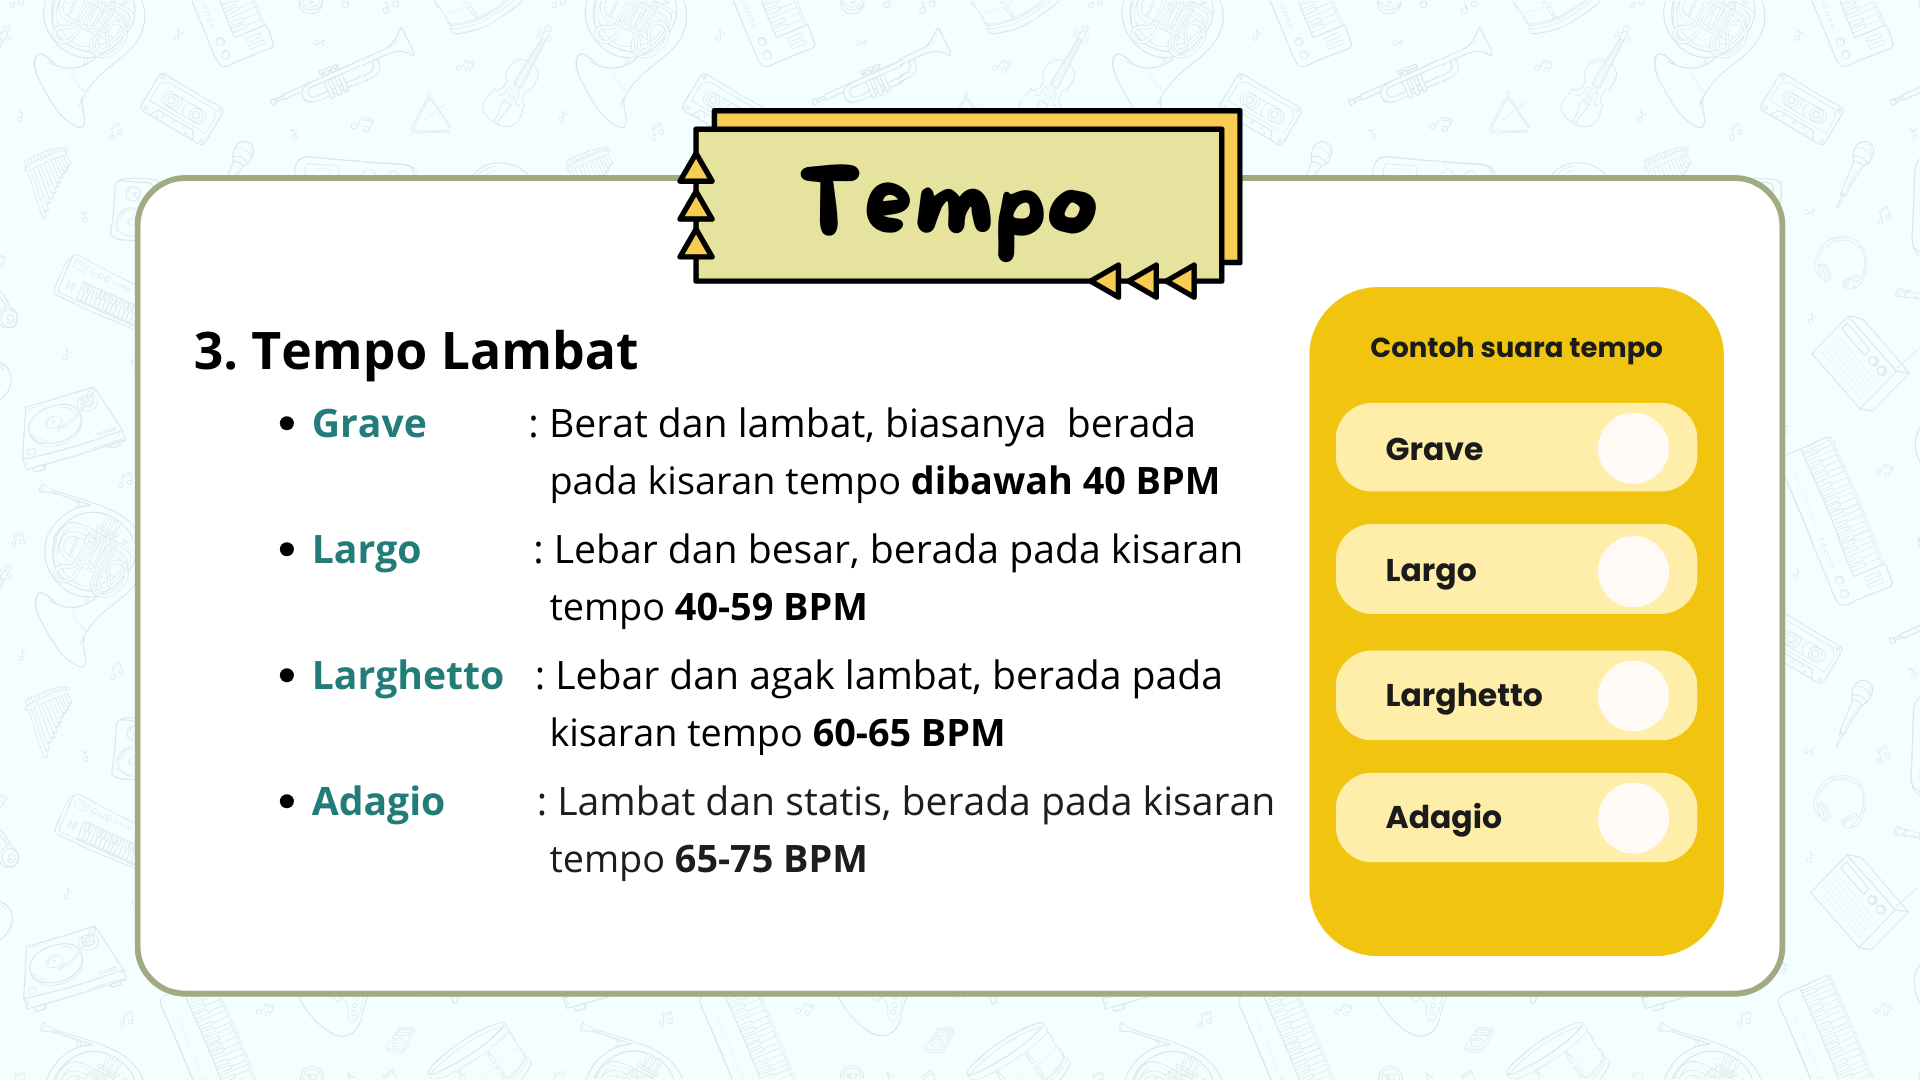 Tempo
3. Tempo Lambat
• Grave : Berat dan lambat, biasanya berada
pada kisaran tempo dibawah 40 BPM
• Largo : Lebar dan besar, berada pada kisaran
tempo 40-59 BPM
• Larghetto : Lebar dan agak lambat, berada pada
kisaran tempo 60-65 BPM
• Adagio : Lambat dan statis, berada pada kisaran
tempo 65-75 BPM
Contoh suara tempo
Grave
Largo
Larghetto
Adagio